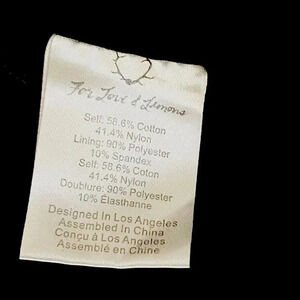 For Love & Lemons
Self: 58.6% Cotton
41.4% Nylon
Lining: 90% Polyester
10% Spandex
Self: 58.6% Coton
41.4% Nylon
Doublure: 90% Polyester
10% Élasthanne
Designed In Los Angeles
Assembled In China
Conçu à Los Angeles
Assemblé en Chine